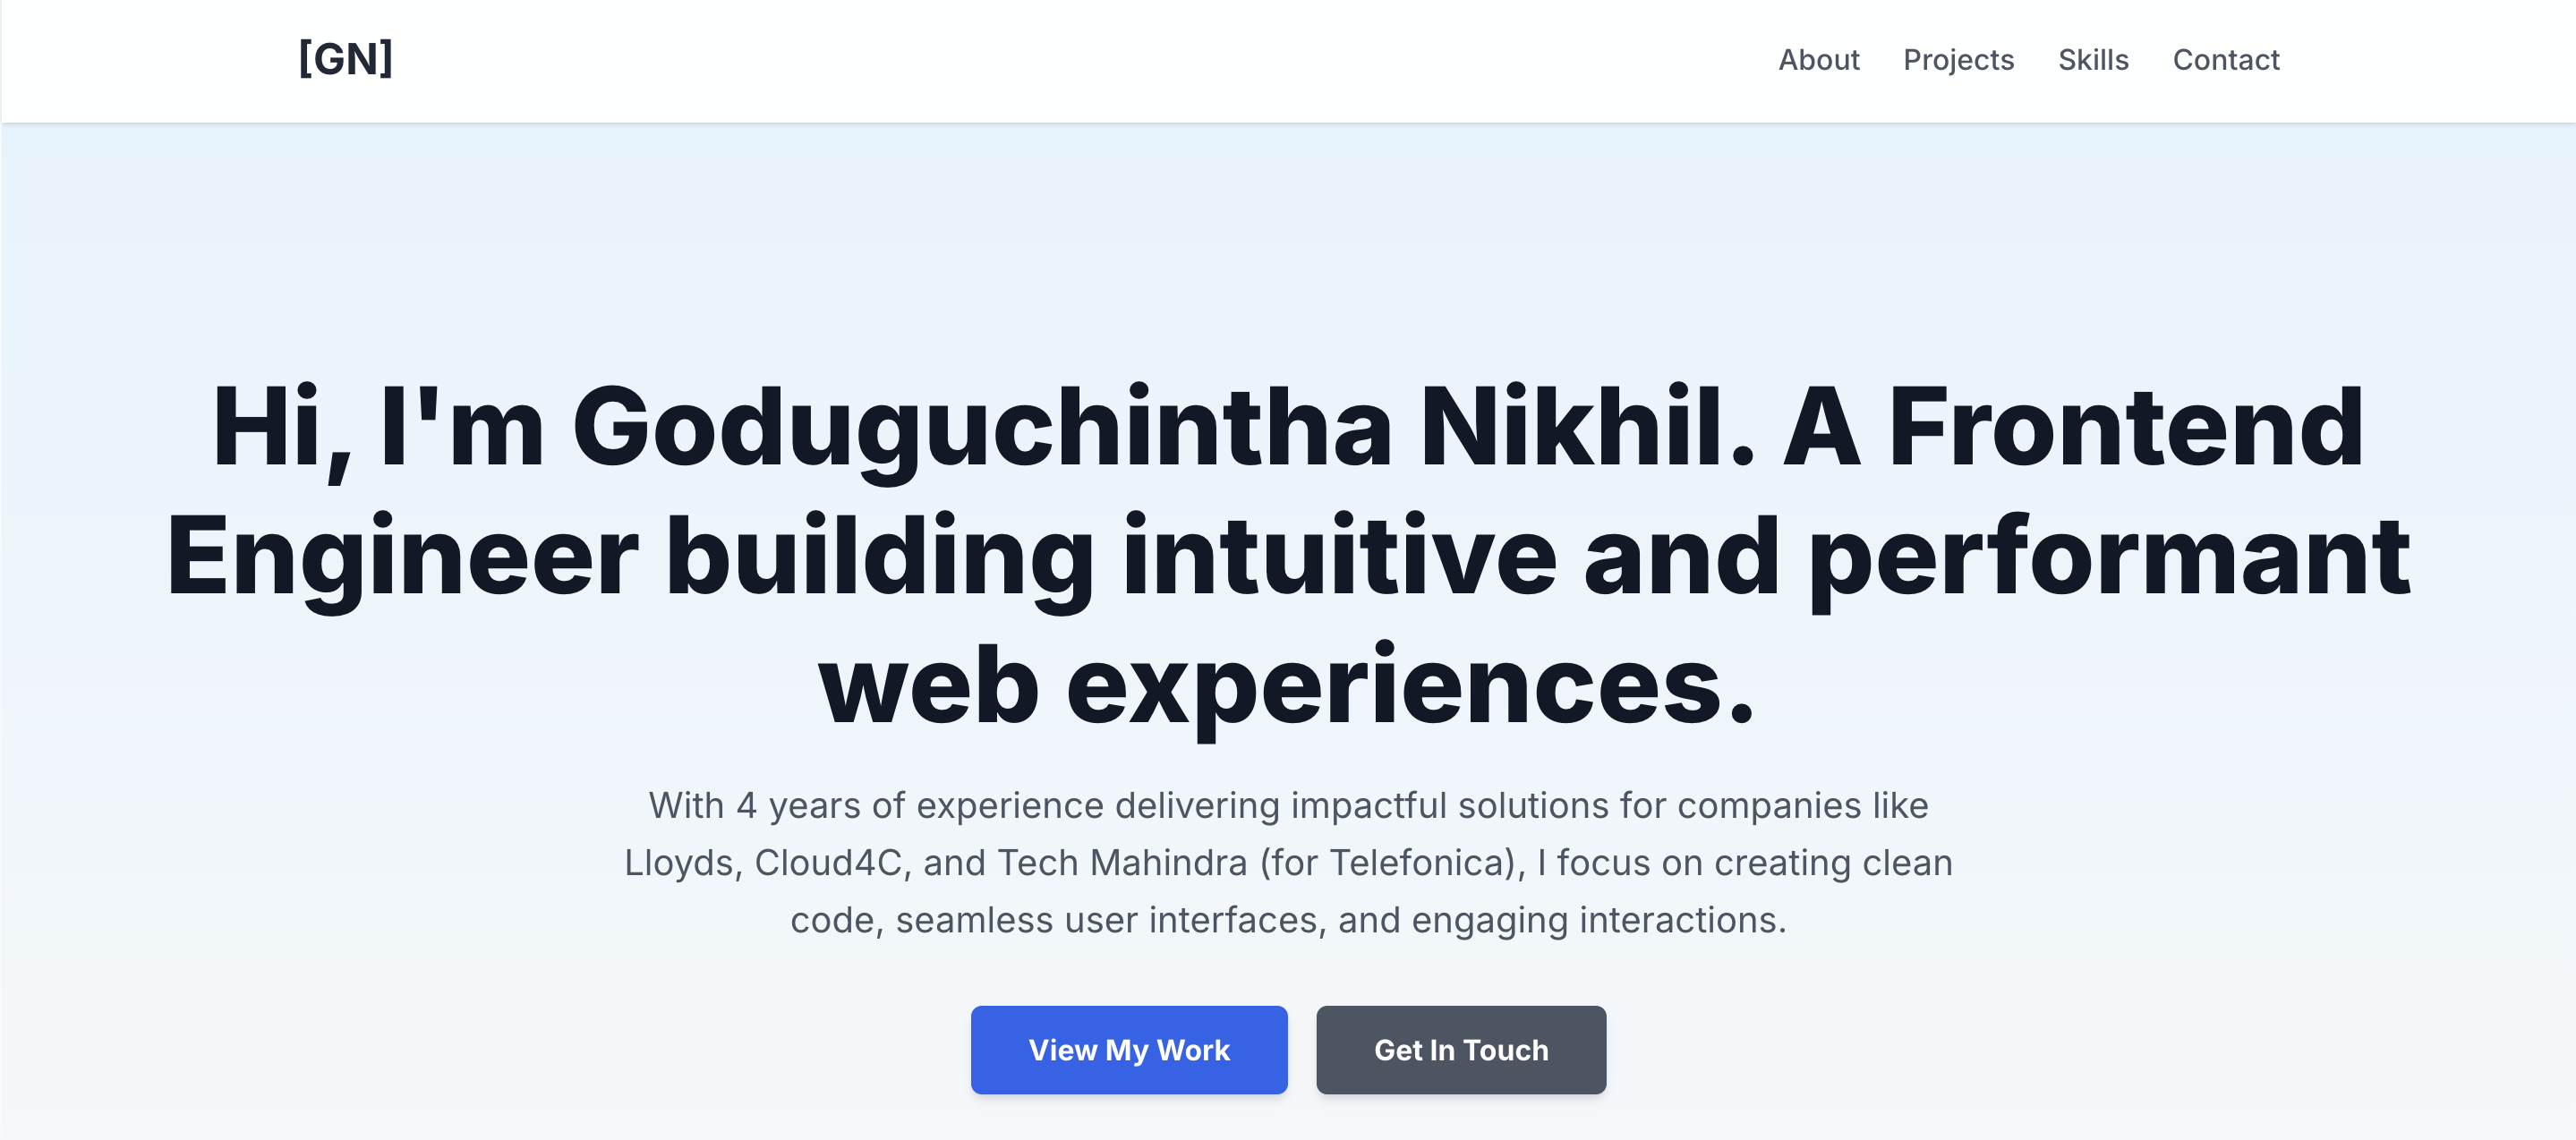 [GN]
About Projects Skills Contact
Hi, I'm Goduguchintha Nikhil. A Frontend
Engineer building intuitive and performant
web experiences.
With 4 years of experience delivering impactful solutions for companies like
Lloyds, Cloud4C, and Tech Mahindra (for Telefonica), I focus on creating clean
code, seamless user interfaces, and engaging interactions.
View My Work Get In Touch